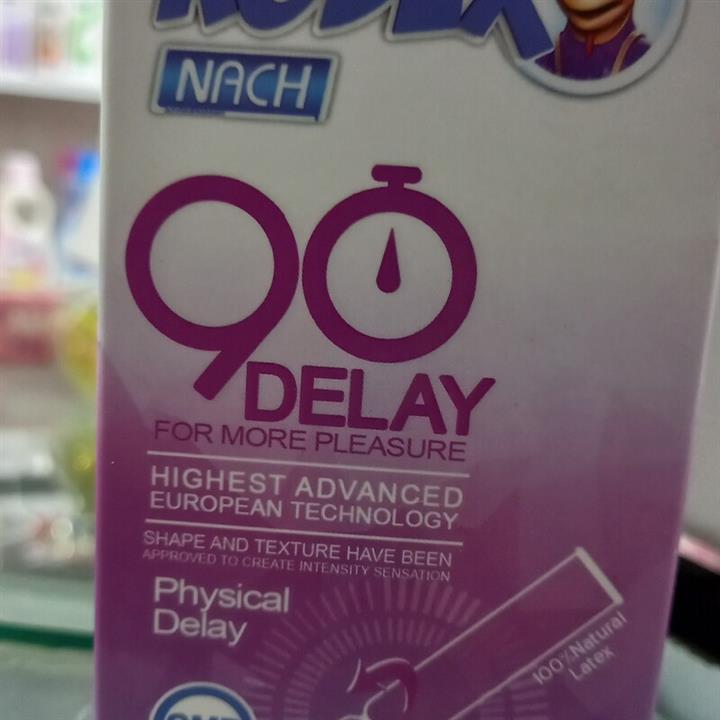 KODEX
NACH
90
DELAY
FOR MORE PLEASURE
HIGHEST ADVANCED
EUROPEAN TECHNOLOGY
SHAPE AND TEXTURE HAVE BEEN
APPROVED TO CREATE INTENSITY SENSATION
Physical
Delay
100% Natural
Latex